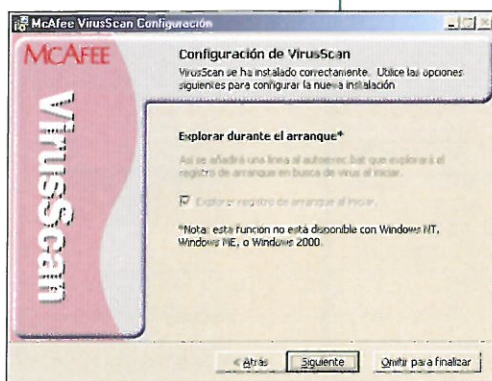 McAfee VirusScan Configuración
McAFEE
VirusScan
Configuración de VirusScan
VirusScan se ha instalado correctamente. Utilice las opciones
siguientes para configurar la nueva instalación
Explorar durante el arranque*
Así se añadirá una línea al autoexec.bat que explorará el
registro de arranque en busca de virus al iniciar.
Explorar registro de arranque al iniciar.
*Nota: esta función no está disponible con Windows NT,
Windows ME, o Windows 2000.
< Atrás
Siguiente
Omitir para finalizar